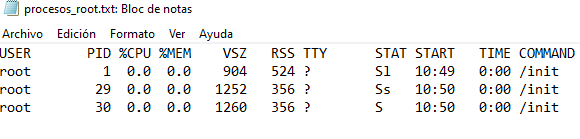 procesos_root.txt: Bloc de notas
Archivo Edición Formato Ver Ayuda
USER PID %CPU %MEM VSZ RSS TTY STAT START TIME COMMAND
root 1 0.0 0.0 904 524 ? Sl 10:49 0:00 /init
root 29 0.0 0.0 1252 356 ? Ss 10:50 0:00 /init
root 30 0.0 0.0 1260 356 ? S 10:50 0:00 /init